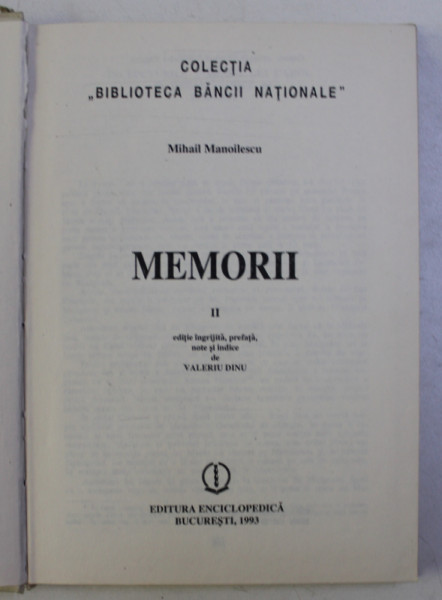 COLECȚIA
„BIBLIOTECA BĂNCII NAȚIONALE"
Mihail Manoilescu
MEMORII
II
ediție îngrijită, prefață,
note și indice
de
VALERIU DINU
EDITURA ENCICLOPEDICĂ
BUCUREȘTI, 1993